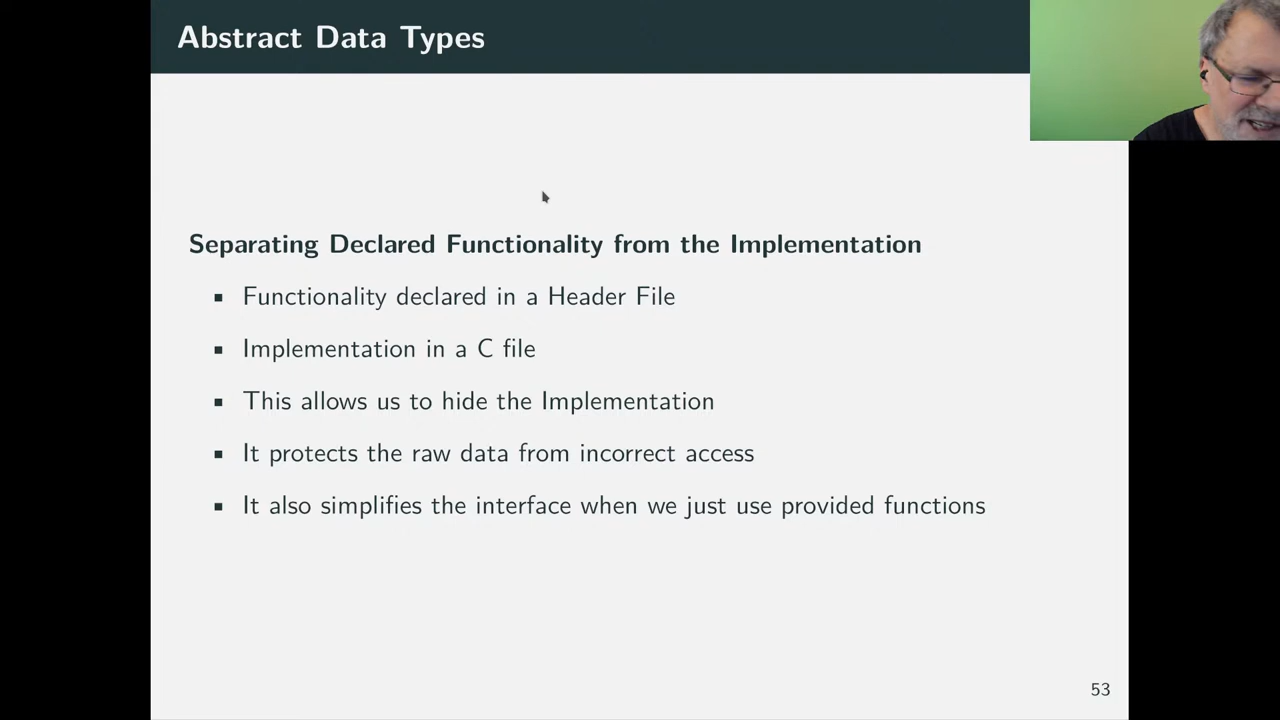 Abstract Data Types
Separating Declared Functionality from the Implementation
Functionality declared in a Header File
Implementation in a C file
This allows us to hide the Implementation
It protects the raw data from incorrect access
It also simplifies the interface when we just use provided functions
53